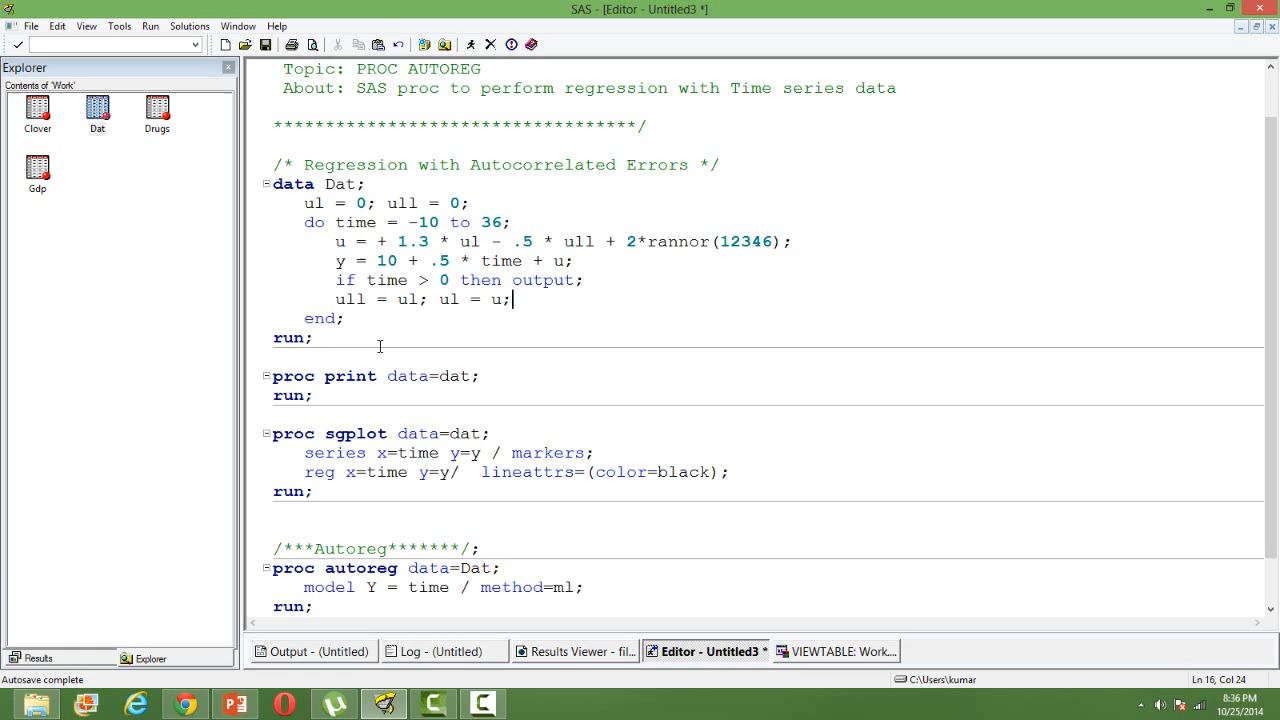 SAS - [Editor - Untitled3 *]
File Edit View Tools Run Solutions Window Help
Explorer
Contents of 'Work'
Clover Dat Drugs
Gdp
Topic: PROC AUTOREG
About: SAS proc to perform regression with Time series data
***********************************/
/* Regression with Autocorrelated Errors */
data Dat;
ul = 0; ull = 0;
do time = -10 to 36;
u = + 1.3 * ul - .5 * ull + 2*rannor(12346);
y = 10 + .5 * time + u;
if time > 0 then output;
ull = ul; ul = u;
end;
run;
proc print data=dat;
run;
proc sgplot data=dat;
series x=time y=y / markers;
reg x=time y=y/  lineattrs=(color=black);
run;
/***Autoreg*******/;
proc autoreg data=Dat;
model Y = time / method=ml;
run;
Results Explorer
Output - (Untitled) Log - (Untitled) Results Viewer - fil... Editor - Untitled3 * VIEWTABLE: Work....
Autosave complete C:\Users\kumar Ln 16, Col 24
8:36 PM
10/25/2014